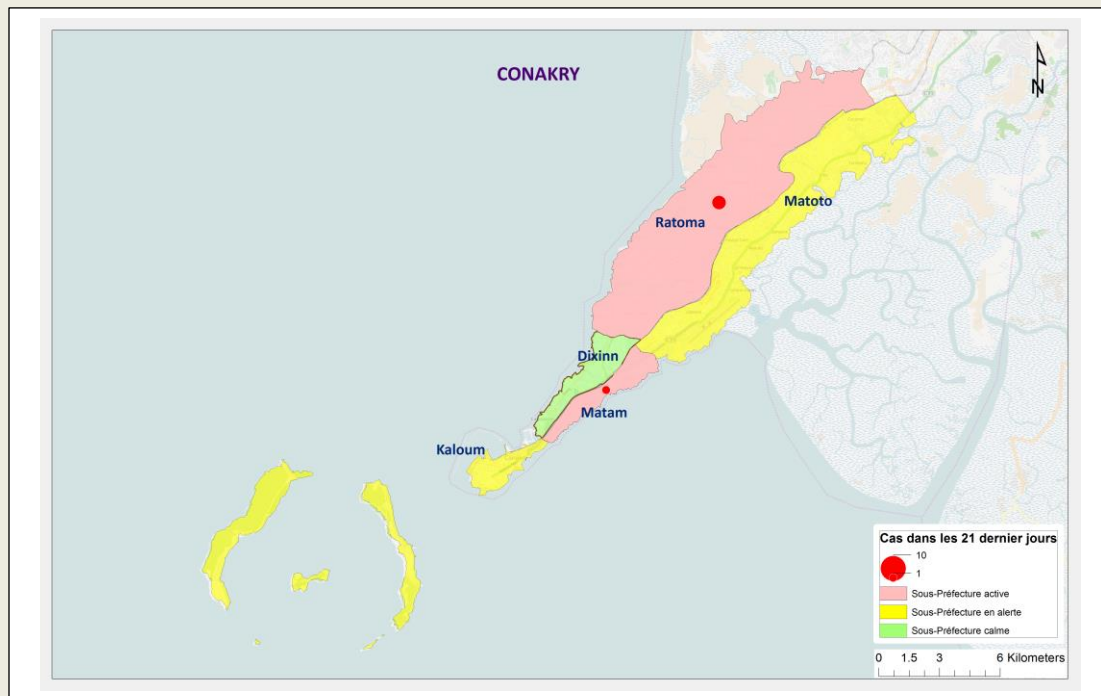 CONAKRY
N
Ratoma
Matoto
Dixinn
Matam
Kaloum
Cas dans les 21 dernier jours
10
1
Sous-Préfecture active
Sous-Préfecture en alerte
Sous-Préfecture calme
0 1.5 3 6 Kilometers